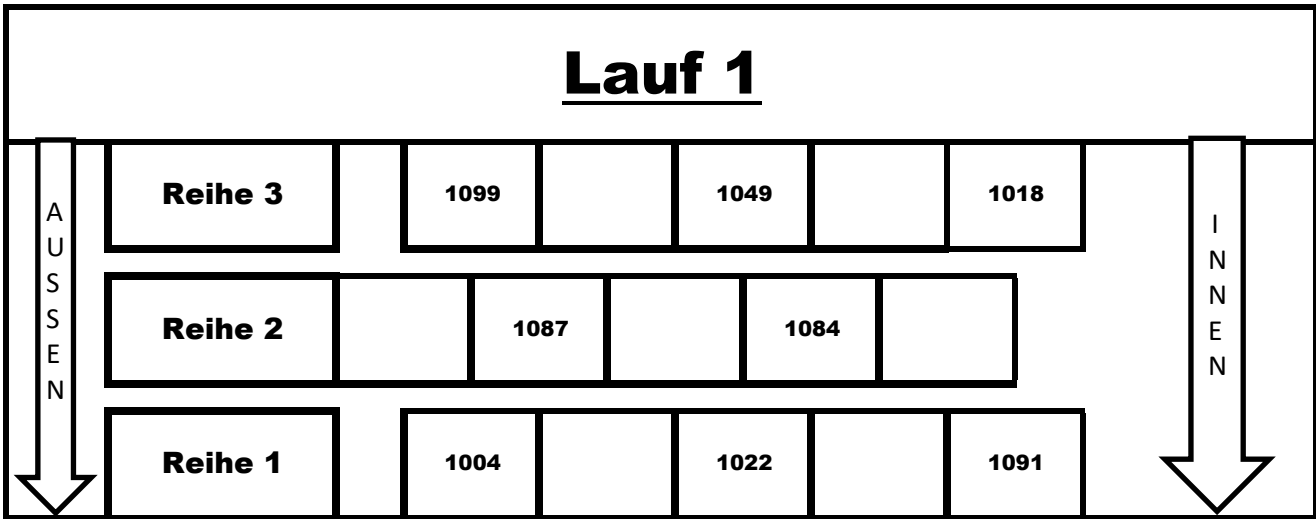 Lauf 1
AUSSEN
INNEN
Reihe 3 1099 1049 1018
Reihe 2 1087 1084
Reihe 1 1004 1022 1091